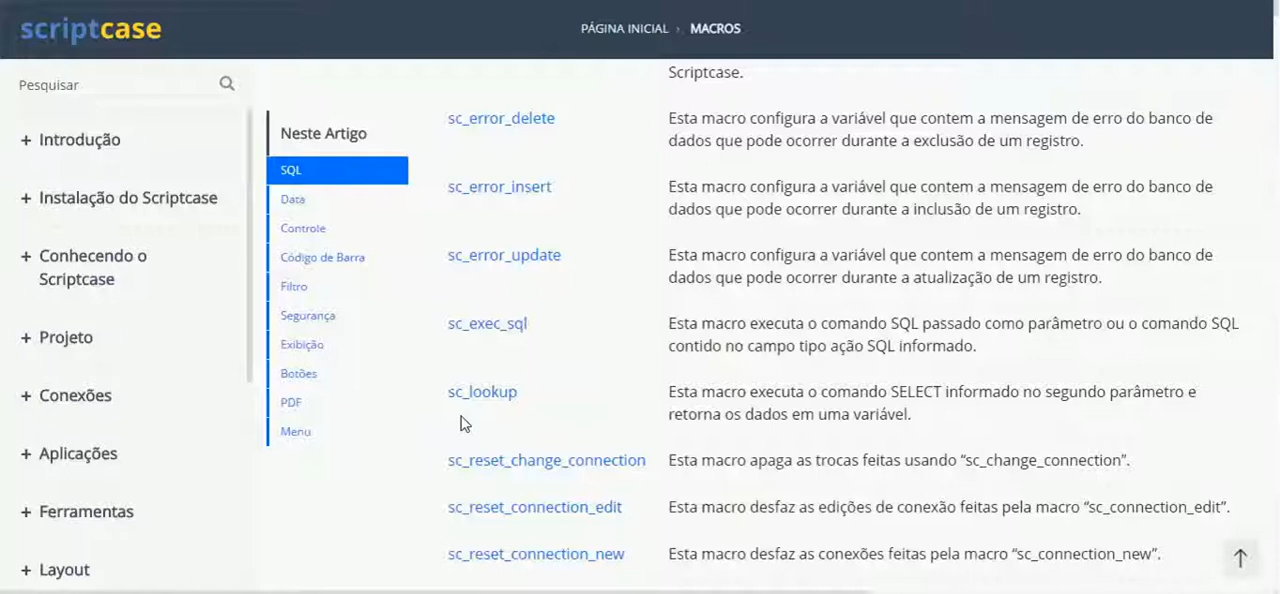 scriptcase
PÁGINA INICIAL › MACROS
Pesquisar
+ Introdução
+ Instalação do Scriptcase
+ Conhecendo o
Scriptcase
+ Projeto
+ Conexões
+ Aplicações
+ Ferramentas
+ Layout
Neste Artigo
SQL
Data
Controle
Código de Barra
Filtro
Segurança
Exibição
Botões
PDF
Menu
Scriptcase.
sc_error_delete
Esta macro configura a variável que contem a mensagem de erro do banco de
dados que pode ocorrer durante a exclusão de um registro.
sc_error_insert
Esta macro configura a variável que contem a mensagem de erro do banco de
dados que pode ocorrer durante a inclusão de um registro.
sc_error_update
Esta macro configura a variável que contem a mensagem de erro do banco de
dados que pode ocorrer durante a atualização de um registro.
sc_exec_sql
Esta macro executa o comando SQL passado como parâmetro ou o comando SQL
contido no campo tipo ação SQL informado.
sc_lookup
Esta macro executa o comando SELECT informado no segundo parâmetro e
retorna os dados em uma variável.
sc_reset_change_connection
Esta macro apaga as trocas feitas usando “sc_change_connection”.
sc_reset_connection_edit
Esta macro desfaz as edições de conexão feitas pela macro “sc_connection_edit”.
sc_reset_connection_new
Esta macro desfaz as conexões feitas pela macro “sc_connection_new”.